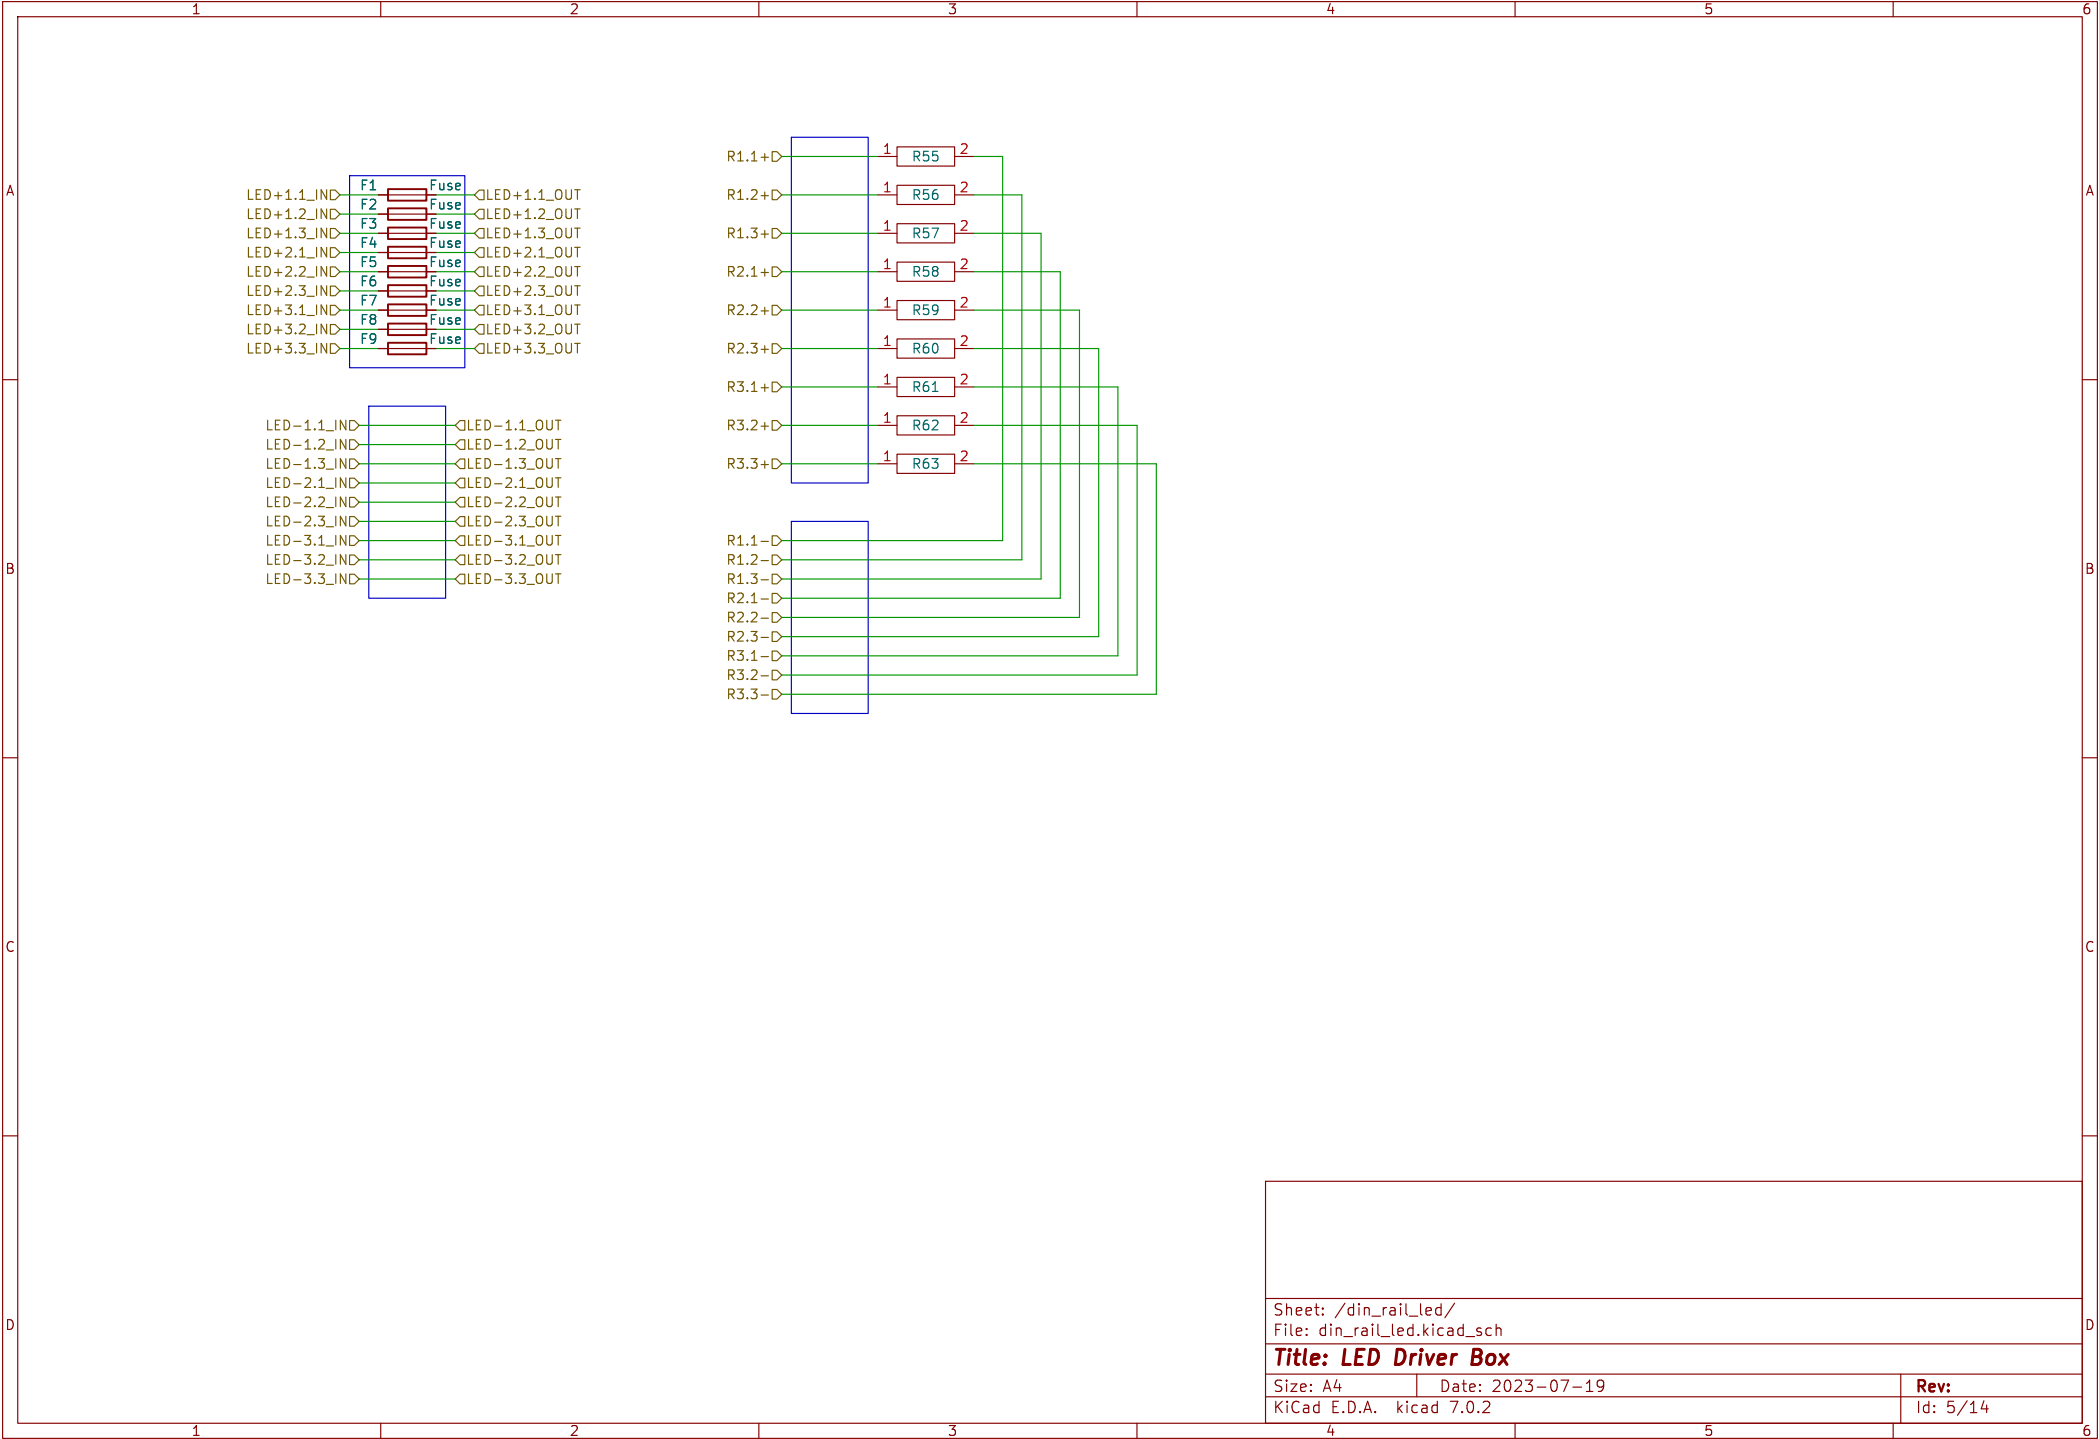 1 2 3 4 5 6
A A
B B
C C
D D
F1 Fuse
LED+1.1_IN LED+1.1_OUT
F2 Fuse
LED+1.2_IN LED+1.2_OUT
F3 Fuse
LED+1.3_IN LED+1.3_OUT
F4 Fuse
LED+2.1_IN LED+2.1_OUT
F5 Fuse
LED+2.2_IN LED+2.2_OUT
F6 Fuse
LED+2.3_IN LED+2.3_OUT
F7 Fuse
LED+3.1_IN LED+3.1_OUT
F8 Fuse
LED+3.2_IN LED+3.2_OUT
F9 Fuse
LED+3.3_IN LED+3.3_OUT
LED-1.1_IN LED-1.1_OUT
LED-1.2_IN LED-1.2_OUT
LED-1.3_IN LED-1.3_OUT
LED-2.1_IN LED-2.1_OUT
LED-2.2_IN LED-2.2_OUT
LED-2.3_IN LED-2.3_OUT
LED-3.1_IN LED-3.1_OUT
LED-3.2_IN LED-3.2_OUT
LED-3.3_IN LED-3.3_OUT
R1.1+ 1 R55 2
R1.2+ 1 R56 2
R1.3+ 1 R57 2
R2.1+ 1 R58 2
R2.2+ 1 R59 2
R2.3+ 1 R60 2
R3.1+ 1 R61 2
R3.2+ 1 R62 2
R3.3+ 1 R63 2
R1.1-
R1.2-
R1.3-
R2.1-
R2.2-
R2.3-
R3.1-
R3.2-
R3.3-
Sheet: /din_rail_led/
File: din_rail_led.kicad_sch
Title: LED Driver Box
Size: A4 Date: 2023-07-19 Rev:
KiCad E.D.A. kicad 7.0.2 Id: 5/14
1 2 3 4 5 6